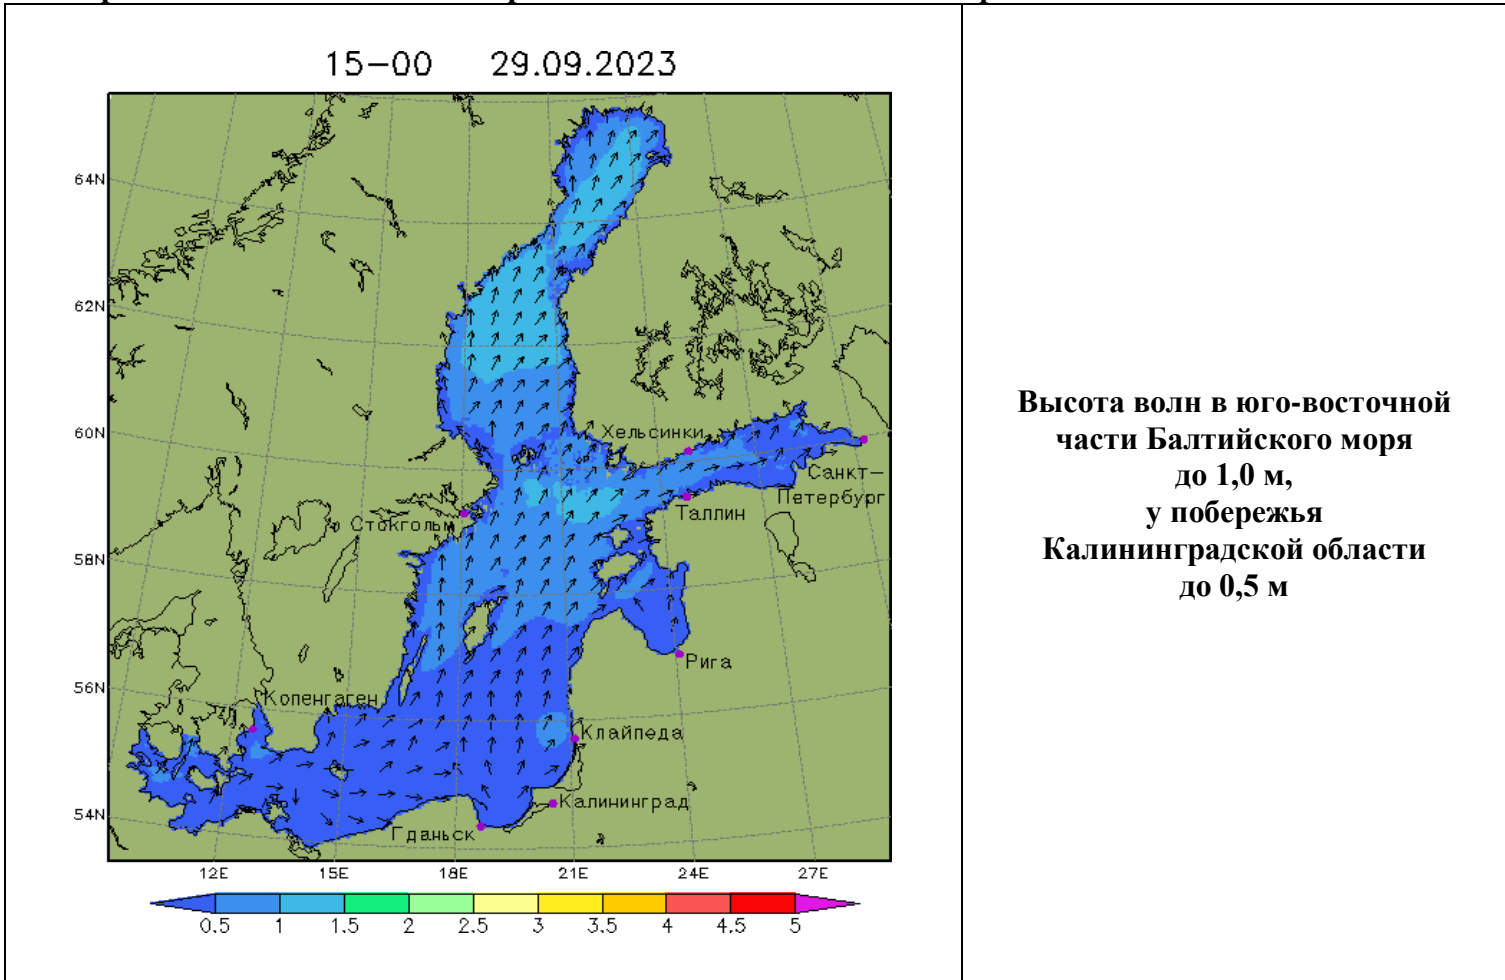 15-00 29.09.2023
64N
62N
60N
58N
56N
54N
Хельсинки
Санкт-
Петербург
Таллин
Стокгольм
Рига
Копенгаген
Клайпеда
Калининград
Гданьск
12E 15E 18E 21E 24E 27E
0.5 1 1.5 2 2.5 3 3.5 4 4.5 5
Высота волн в юго-восточной
части Балтийского моря
до 1,0 м,
у побережья
Калининградской области
до 0,5 м